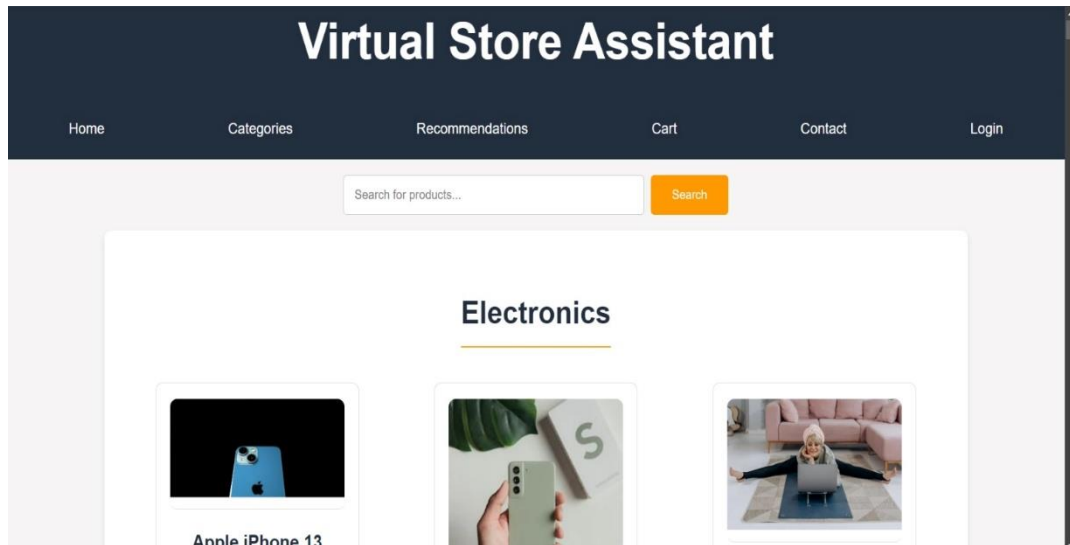 Virtual Store Assistant
Home Categories Recommendations Cart Contact Login
Search for products... Search
Electronics
S
Apple iPhone 13